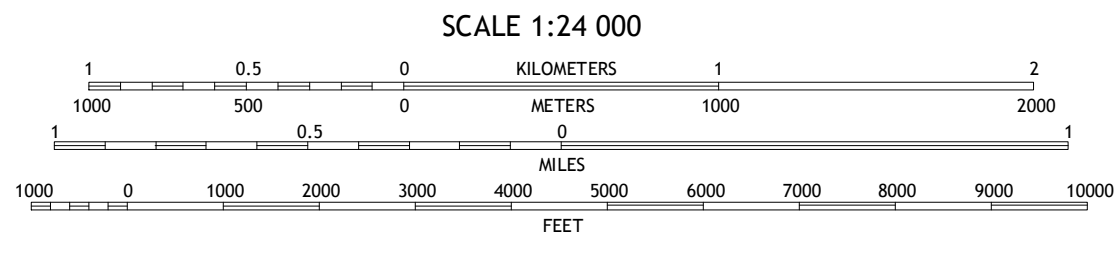 SCALE 1:24 000
1 0.5 0 KILOMETERS 1 2
1000 500 0 METERS 1000 2000
1 0.5 0 1
MILES
1000 0 1000 2000 3000 4000 5000 6000 7000 8000 9000 10000
FEET